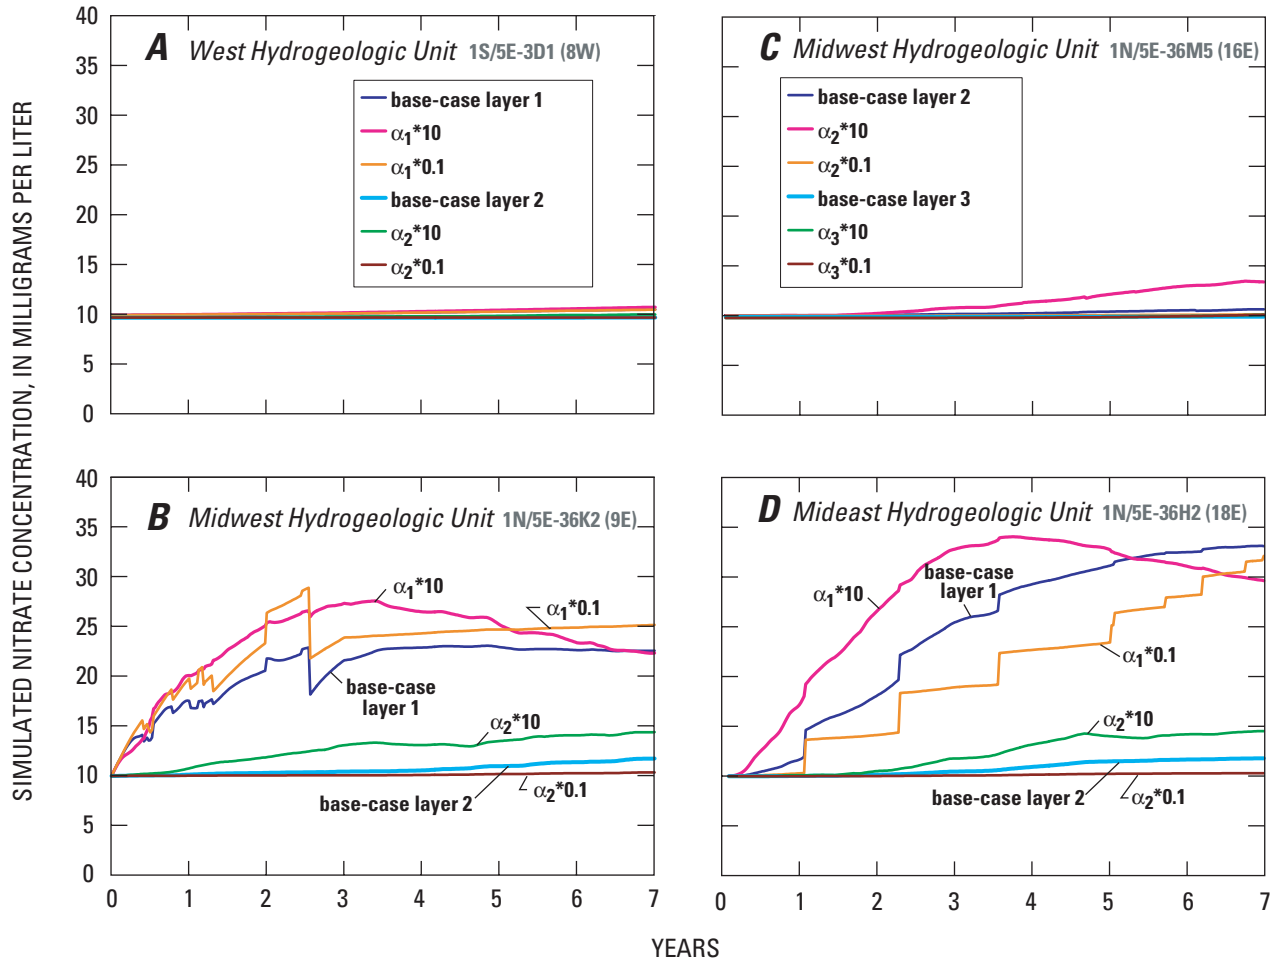 SIMULATED NITRATE CONCENTRATION, IN MILLIGRAMS PER LITER
40
35
30
25
20
15
10
5
0
A West Hydrogeologic Unit 1S/5E-3D1 (8W)
base-case layer 1
α1*10
α1*0.1
base-case layer 2
α2*10
α2*0.1
C Midwest Hydrogeologic Unit 1N/5E-36M5 (16E)
base-case layer 2
α2*10
α2*0.1
base-case layer 3
α3*10
α3*0.1
40
35
30
25
20
15
10
5
0
B Midwest Hydrogeologic Unit 1N/5E-36K2 (9E)
α1*10
α1*0.1
base-case
layer 1
α2*10
base-case layer 2
α2*0.1
0 1 2 3 4 5 6 7
D Mideast Hydrogeologic Unit 1N/5E-36H2 (18E)
base-case
layer 1
α1*10
α1*0.1
α2*10
base-case layer 2
α2*0.1
0 1 2 3 4 5 6 7
YEARS